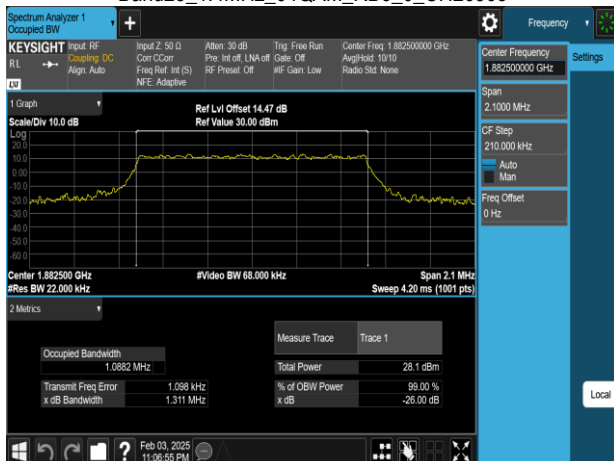 Spectrum Analyzer 1
Occupied BW
Frequency
KEYSIGHT
RL
LXI
Input: RF
Coupling: DC
Align: Auto
Input Z: 50 Ω
Corr CCorr
Freq Ref: Int (S)
NFE: Adaptive
Atten: 30 dB
Pre: Int off, LNA off
RF Presel: Off
Trig: Free Run
Gate: Off
#IF Gain: Low
Center Freq: 1.882500000 GHz
Avg|Hold: 10/10
Radio Std: None
Center Frequency
1.882500000 GHz
Settings
Span
2.1000 MHz
CF Step
210.000 kHz
Auto
Man
Freq Offset
0 Hz
Local
1 Graph
Scale/Div 10.0 dB
Ref Lvl Offset 14.47 dB
Ref Value 30.00 dBm
Log
20.0
10.0
0.00
-10.0
-20.0
-30.0
-40.0
-50.0
-60.0
Center 1.882500 GHz
#Res BW 22.000 kHz
#Video BW 68.000 kHz
Span 2.1 MHz
Sweep 4.20 ms (1001 pts)
2 Metrics
Measure Trace
Trace 1
Occupied Bandwidth
1.0882 MHz
Total Power
28.1 dBm
Transmit Freq Error
1.098 kHz
% of OBW Power
99.00 %
x dB Bandwidth
1.311 MHz
x dB
-26.00 dB
Feb 03, 2025
11:06:55 PM